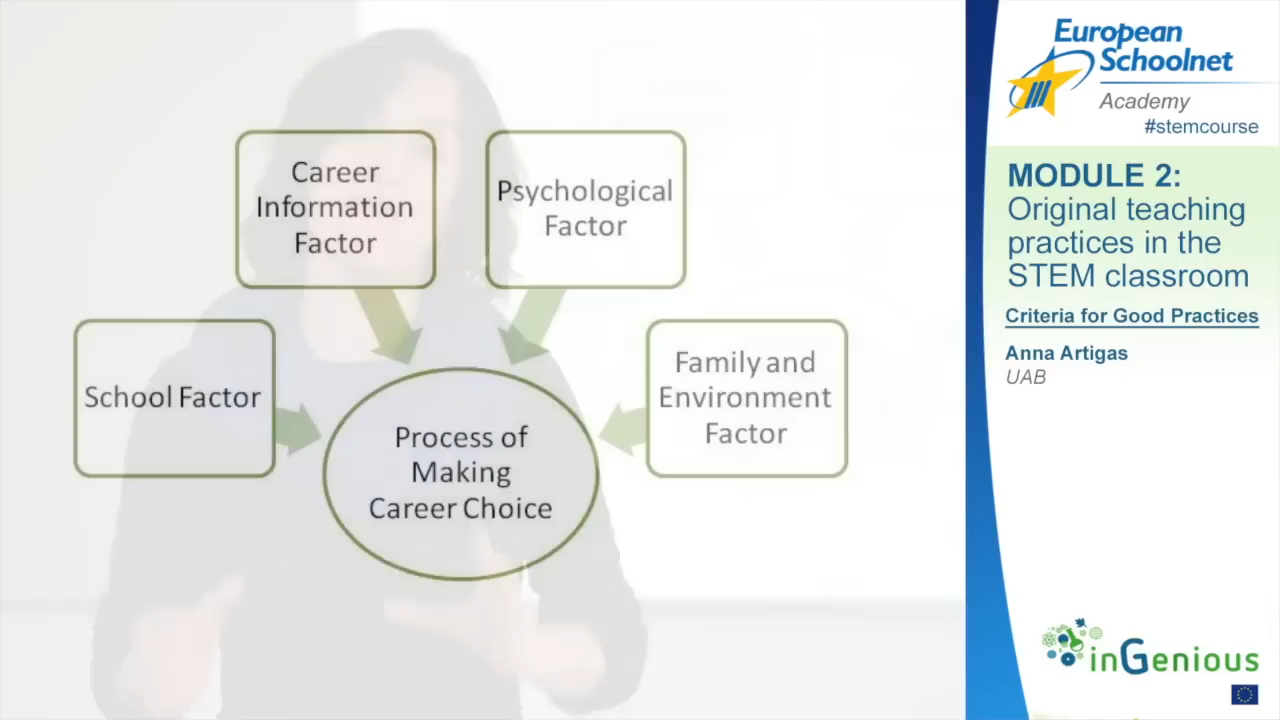 Career
Information
Factor
Psychological
Factor
School Factor
Family and
Environment
Factor
Process of
Making
Career Choice
European
Schoolnet
Academy
#stemcourse
MODULE 2:
Original teaching
practices in the
STEM classroom
Criteria for Good Practices
Anna Artigas
UAB
inGenious